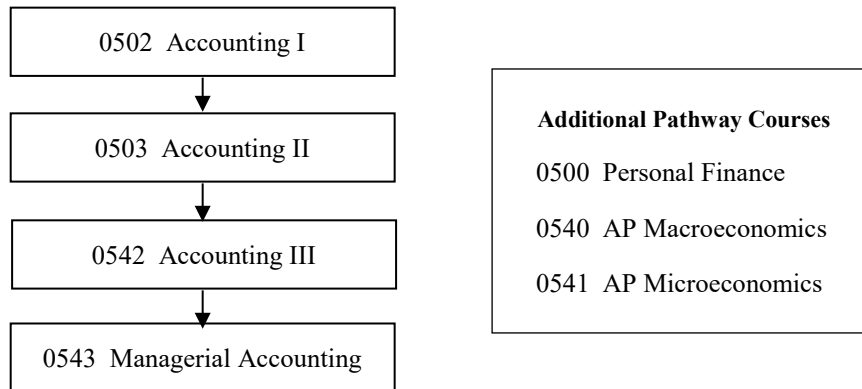 0502 Accounting I
0503 Accounting II
0542 Accounting III
0543 Managerial Accounting
Additional Pathway Courses
0500 Personal Finance
0540 AP Macroeconomics
0541 AP Microeconomics